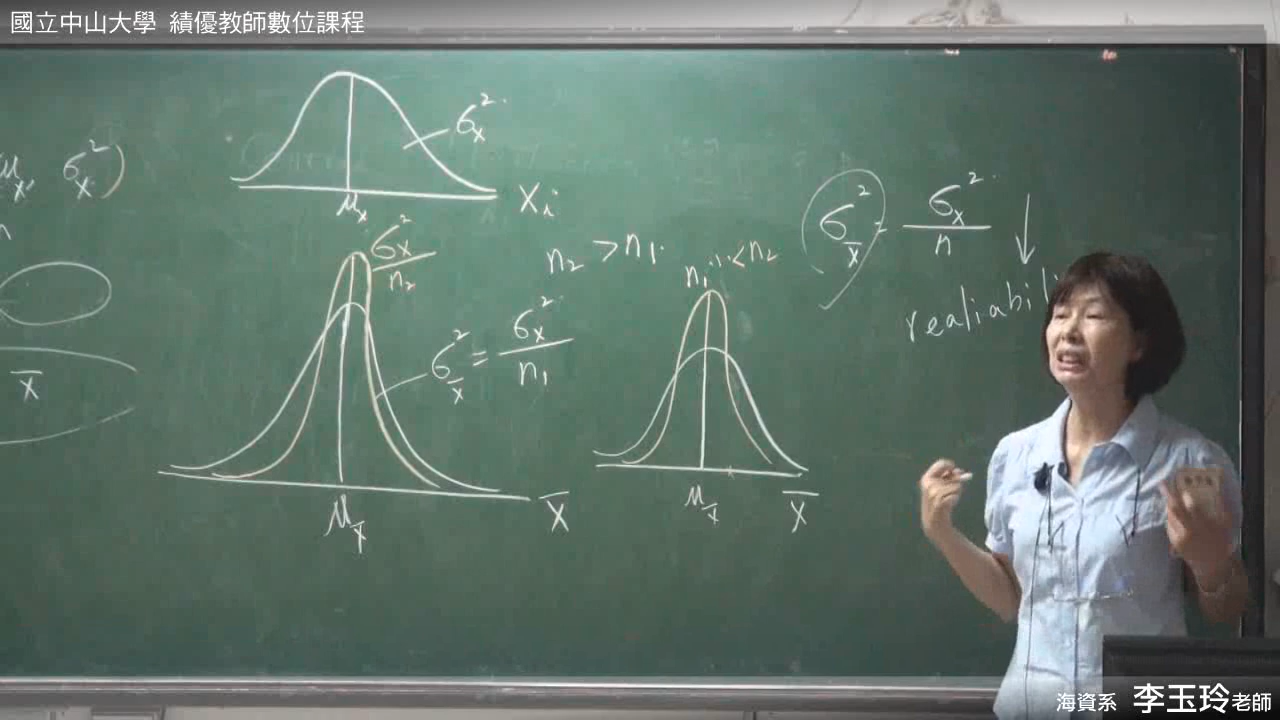 國立中山大學 績優教師數位課程
σx²
μx, σx²)
n
μx
Xi
σx²/n2
n2 > n1
n1 < n2
σx̄² = σx²/n
↓
σx̄² = σx²/n1
x̄
μx̄
X̄
μx̄
X̄
海資系 李玉玲老師